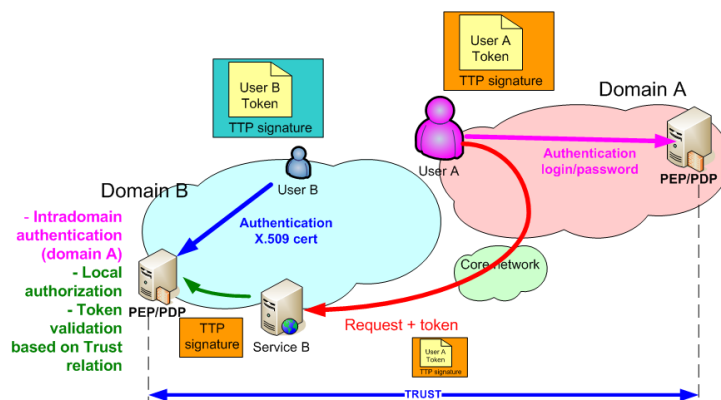 User A
Token
TTP signature
User B
Token
TTP signature
Domain A
User A
Authentication
login/password
PEP/PDP
User B
Domain B
- Intradomain
authentication
(domain A)
- Local
authorization
- Token
validation
based on Trust
relation
Authentication
X.509 cert
PEP/PDP
Core network
TTP
signature
Service B
Request + token
User A
Token
TTP signature
TRUST